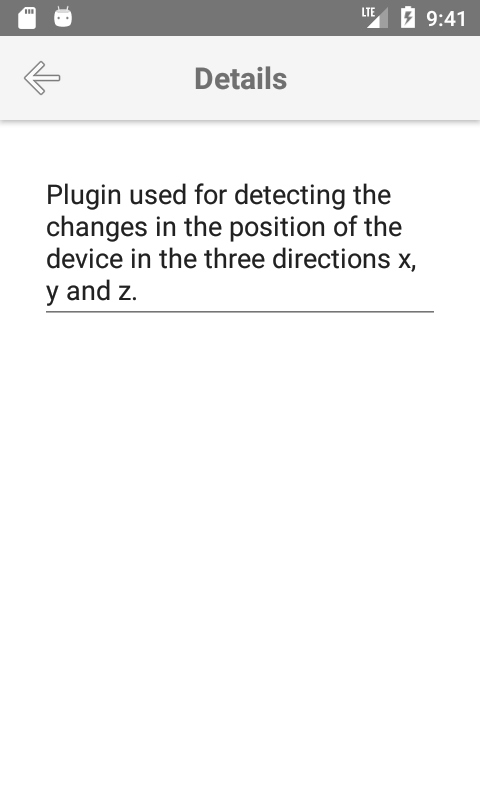 LTE 9:41
Details
Plugin used for detecting the
changes in the position of the
device in the three directions x,
y and z.